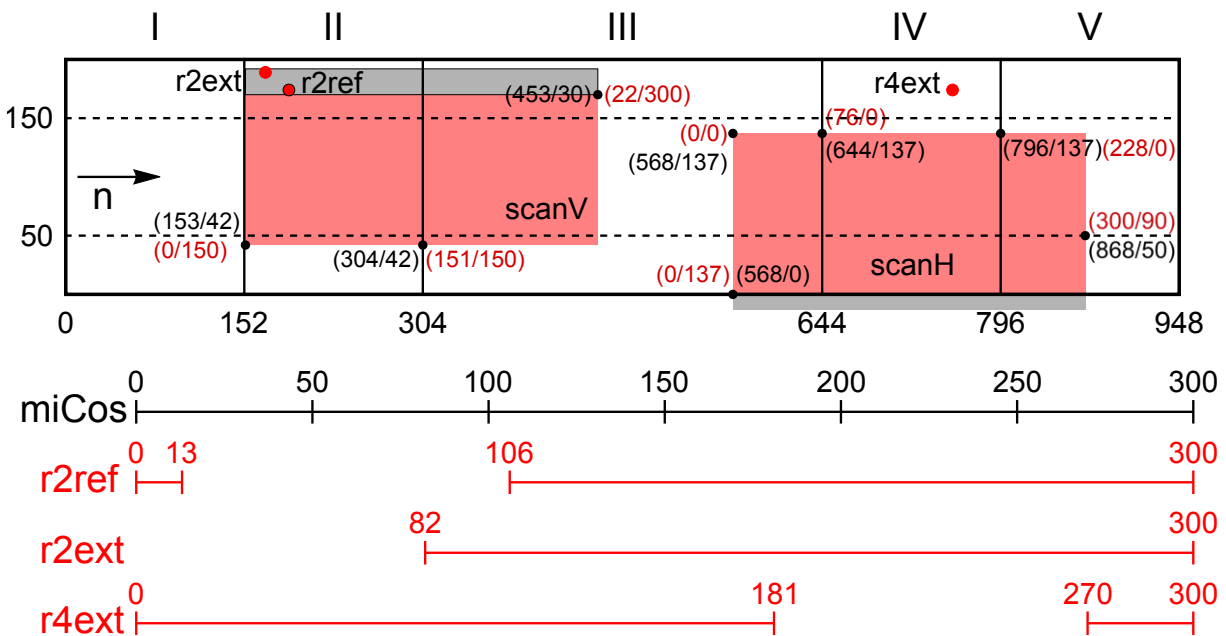 I II III IV V
r2ext r2ref r4ext
(453/30) (22/300)
150
(76/0)
(0/0)
(644/137) (796/137) (228/0)
(568/137)
n
(153/42) scanV (300/90)
50
(0/150) (868/50)
(304/42) (151/150) scanH
(0/137) (568/0)
0 152 304 644 796 948
0 50 100 150 200 250 300
miCos
0 13 106 300
r2ref
82 300
r2ext
0 181 270 300
r4ext